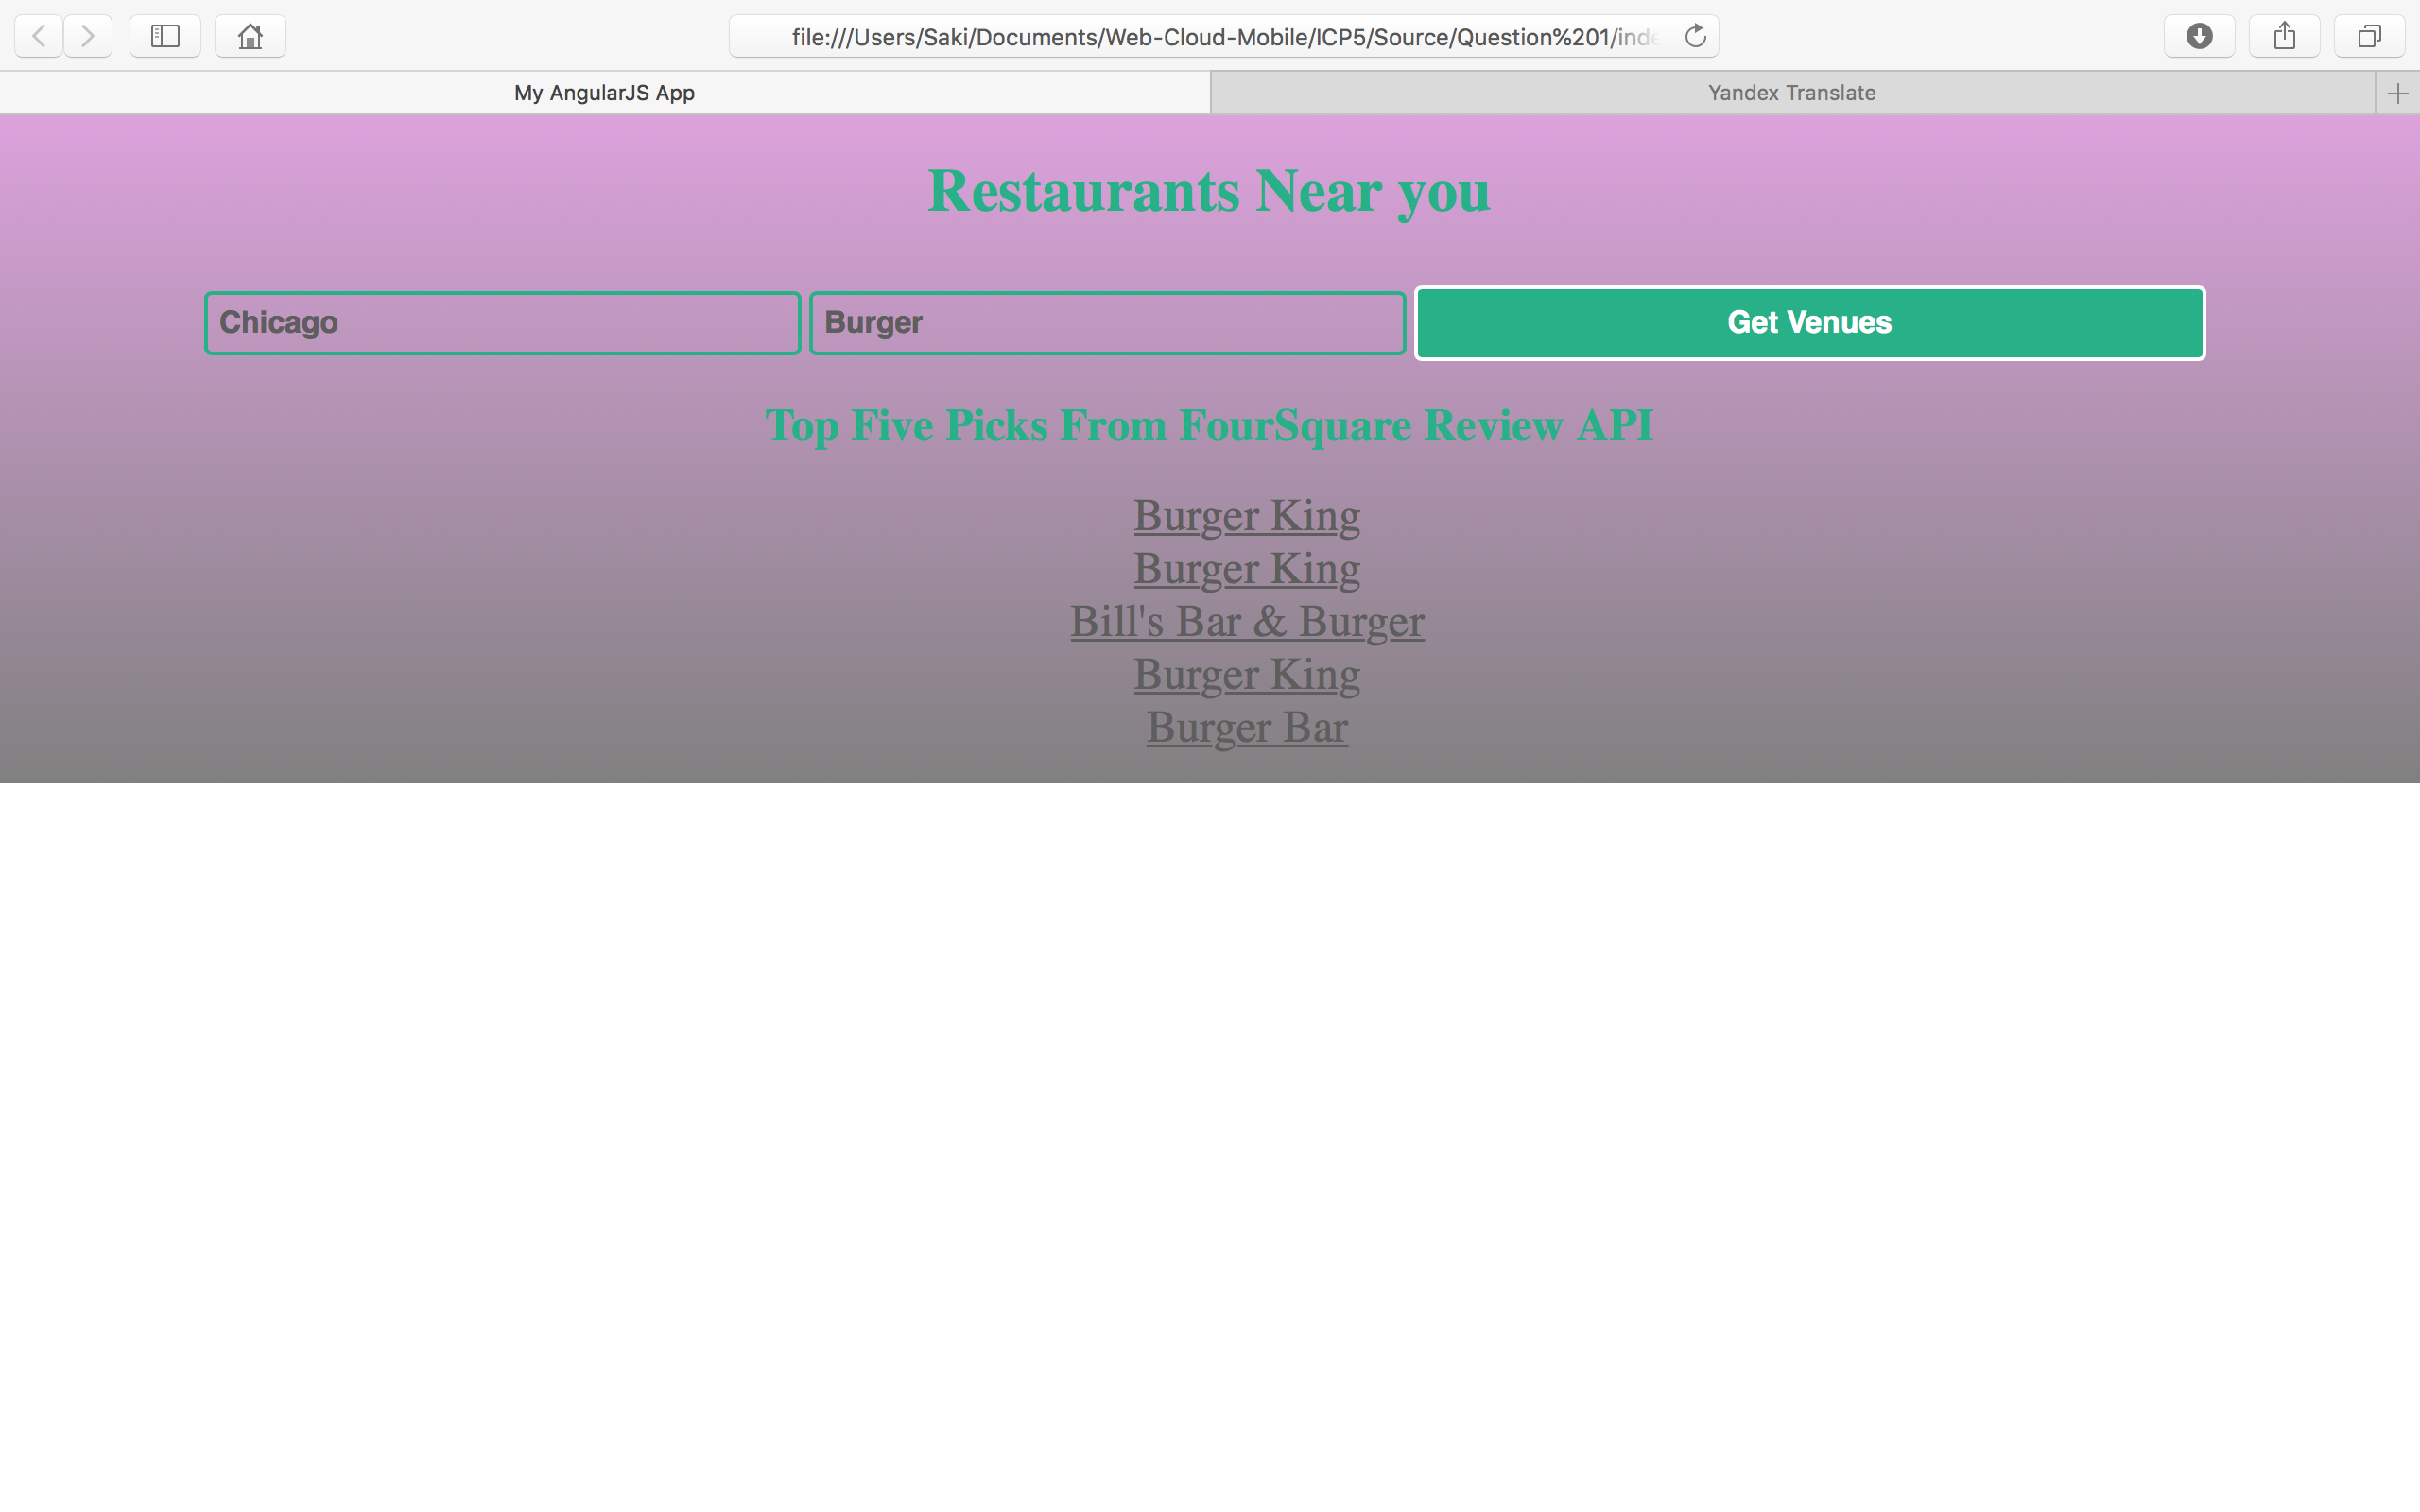 file:///Users/Saki/Documents/Web-Cloud-Mobile/ICP5/Source/Question%201/inde
My AngularJS App
Yandex Translate
Restaurants Near you
Chicago
Burger
Get Venues
Top Five Picks From FourSquare Review API
Burger King
Burger King
Bill's Bar & Burger
Burger King
Burger Bar